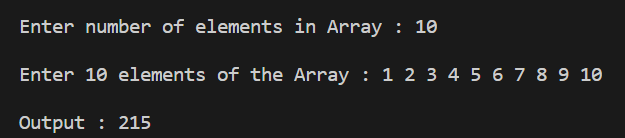 Enter number of elements in Array : 10
Enter 10 elements of the Array : 1 2 3 4 5 6 7 8 9 10
Output : 215